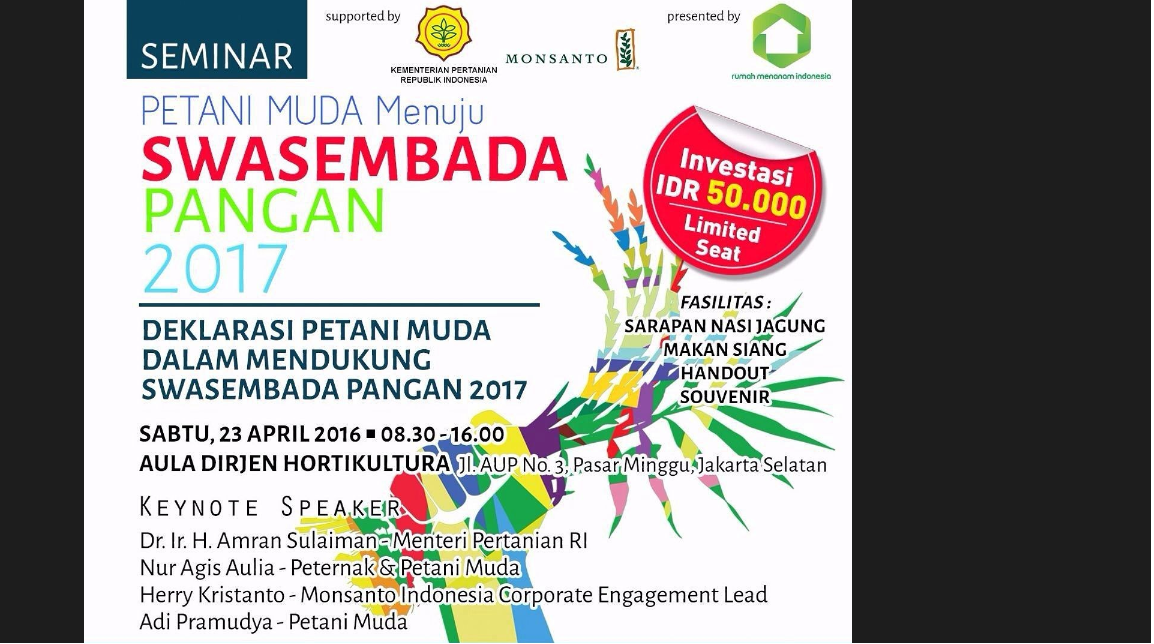 SEMINAR
supported by
KEMENTERIAN PERTANIAN
REPUBLIK INDONESIA
MONSANTO
presented by
rumah menanam indonesia
PETANI MUDA Menuju
SWASEMBADA
PANGAN
2017
Investasi
IDR 50.000
Limited
Seat
DEKLARASI PETANI MUDA
DALAM MENDUKUNG
SWASEMBADA PANGAN 2017
FASILITAS :
SARAPAN NASI JAGUNG
MAKAN SIANG
HANDOUT
SOUVENIR
SABTU, 23 APRIL 2016 ▪ 08.30 - 16.00
AULA DIRJEN HORTIKULTURA Jl. AUP No. 3, Pasar Minggu, Jakarta Selatan
KEYNOTE SPEAKER
Dr. Ir. H. Amran Sulaiman - Menteri Pertanian RI
Nur Agis Aulia - Peternak & Petani Muda
Herry Kristanto - Monsanto Indonesia Corporate Engagement Lead
Adi Pramudya - Petani Muda